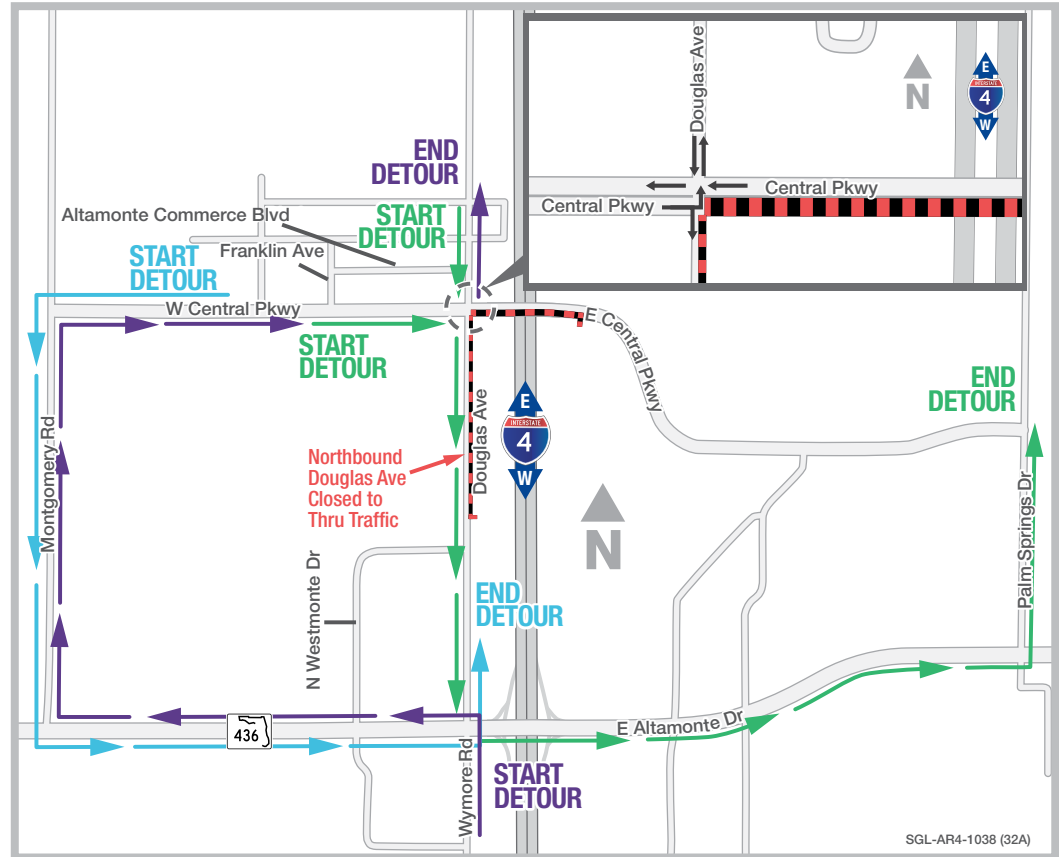 Douglas Ave
E
INTERSTATE
4
W
N
Central Pkwy
Central Pkwy
END
DETOUR
START
DETOUR
Altamonte Commerce Blvd
Franklin Ave
START
DETOUR
W Central Pkwy
START
DETOUR
E Central Pkwy
END
DETOUR
Montgomery Rd
Northbound
Douglas Ave
Closed to
Thru Traffic
Douglas Ave
E
INTERSTATE
4
W
N
Palm Springs Dr
N Westmonte Dr
END
DETOUR
436
E Altamonte Dr
Wymore Rd
START
DETOUR
SGL-AR4-1038 (32A)